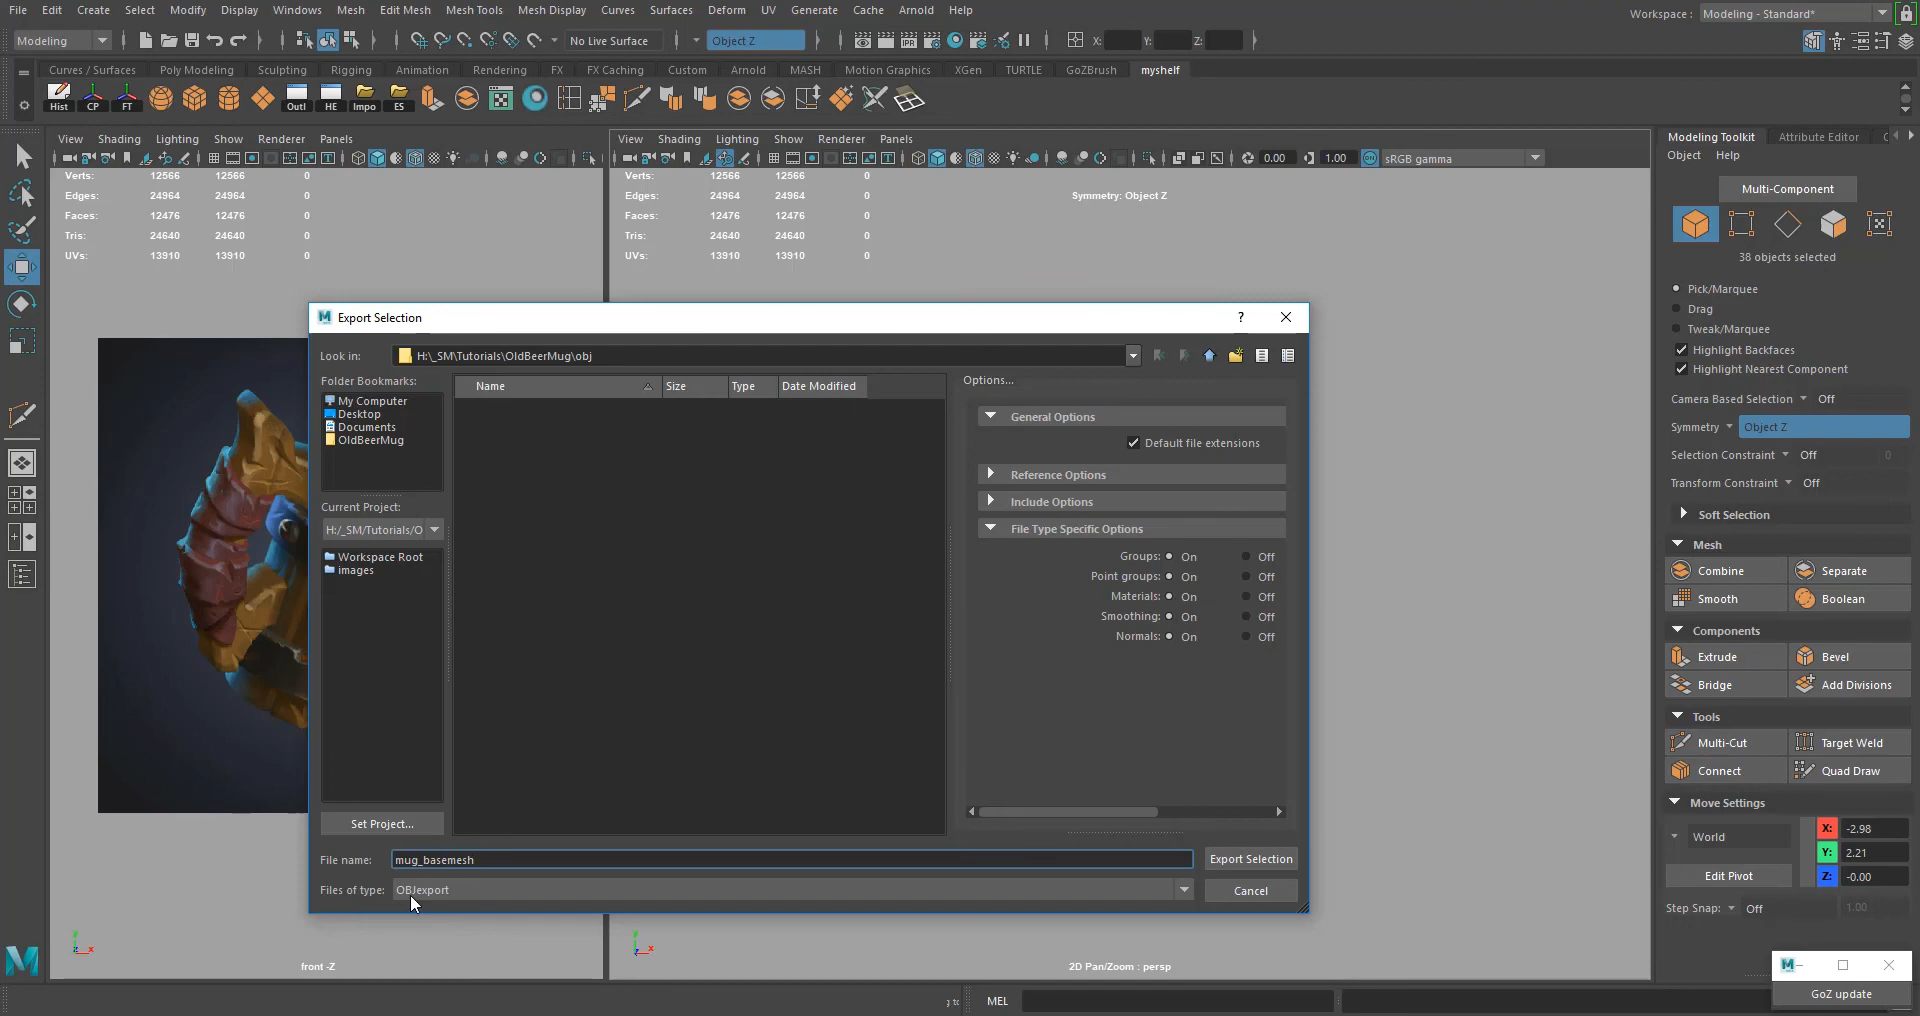 File Edit Create Select Modify Display Windows Mesh Edit Mesh Mesh Tools Mesh Display Curves Surfaces Deform UV Generate Cache Arnold Help
Workspace : Modeling - Standard*
Modeling No Live Surface Object Z X: Y: Z:
Curves / Surfaces Poly Modeling Sculpting Rigging Animation Rendering FX FX Caching Custom Arnold MASH Motion Graphics XGen TURTLE GoZBrush myshelf
Hist CP FT Outl HE Impo ES
View Shading Lighting Show Renderer Panels
View Shading Lighting Show Renderer Panels
0.00 1.00 sRGB gamma
Verts: 12566 12566 0
Edges: 24964 24964 0
Faces: 12476 12476 0
Tris: 24640 24640 0
UVs: 13910 13910 0
Verts: 12566 12566 0
Edges: 24964 24964 0
Faces: 12476 12476 0
Tris: 24640 24640 0
UVs: 13910 13910 0
Symmetry: Object Z
Export Selection ?
Look in: H:\_SM\Tutorials\OldBeerMug\obj
Folder Bookmarks:
My Computer
Desktop
Documents
OldBeerMug
Current Project:
H:/_SM/Tutorials/O
Workspace Root
images
Set Project...
Name Size Type Date Modified
Options...
General Options
Default file extensions
Reference Options
Include Options
File Type Specific Options
Groups: On Off
Point groups: On Off
Materials: On Off
Smoothing: On Off
Normals: On Off
File name: mug_basemesh Export Selection
Files of type: OBJexport Cancel
front -Z
2D Pan/Zoom : persp
MEL
Modeling Toolkit Attribute Editor
Object Help
Multi-Component
38 objects selected
Pick/Marquee
Drag
Tweak/Marquee
Highlight Backfaces
Highlight Nearest Component
Camera Based Selection Off
Symmetry Object Z
Selection Constraint Off 0
Transform Constraint Off
Soft Selection
Mesh
Combine Separate
Smooth Boolean
Components
Extrude Bevel
Bridge Add Divisions
Tools
Multi-Cut Target Weld
Connect Quad Draw
Move Settings
World
X: -2.98
Y: 2.21
Edit Pivot Z: -0.00
Step Snap: Off 1.00
GoZ update